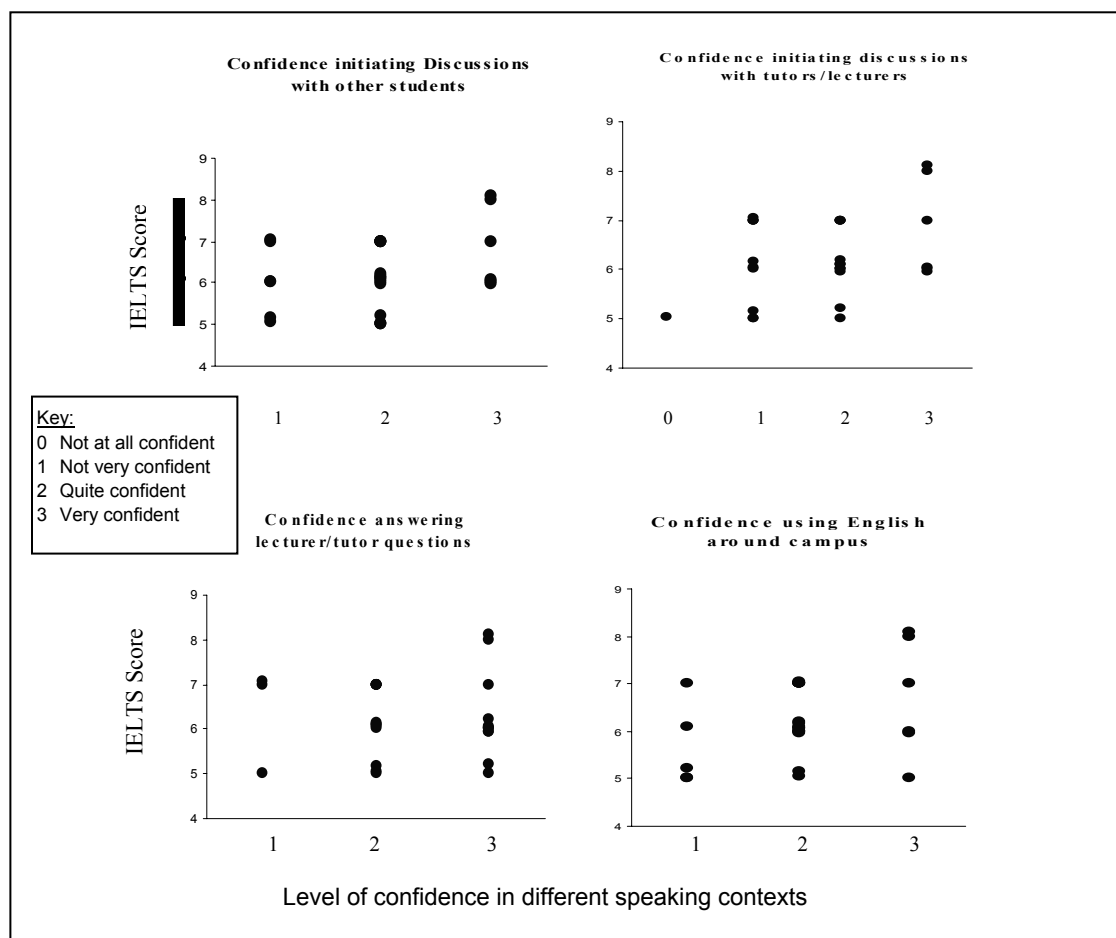 Confidence initiating Discussions
with other students
IELTS Score
9
8
7
6
5
4
1 2 3
Confidence initiating discussions
with tutors/lecturers
9
8
7
6
5
4
0 1 2 3
Key:
0 Not at all confident
1 Not very confident
2 Quite confident
3 Very confident
Confidence answering
lecturer/tutor questions
IELTS Score
9
8
7
6
5
4
1 2 3
Confidence using English
around campus
9
8
7
6
5
4
1 2 3
Level of confidence in different speaking contexts